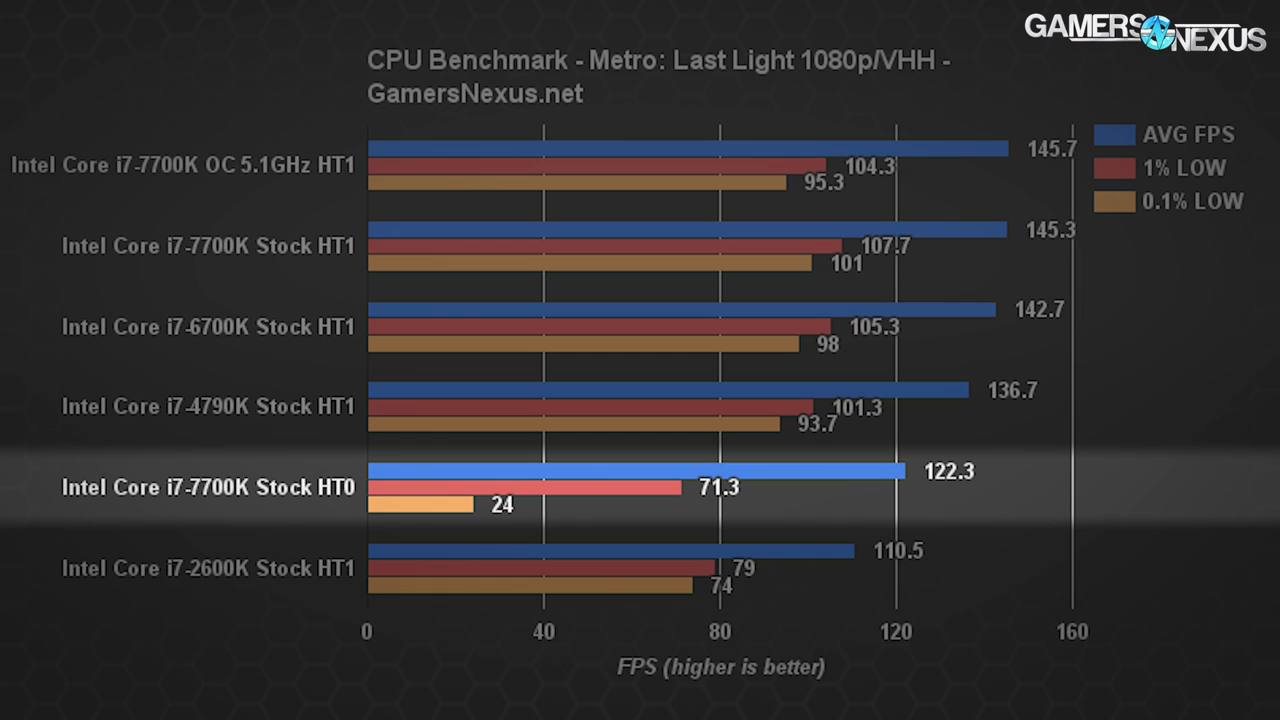 GAMERS NEXUS
CPU Benchmark - Metro: Last Light 1080p/VHH -
GamersNexus.net
AVG FPS
1% LOW
0.1% LOW
Intel Core i7-7700K OC 5.1GHz HT1
145.7
104.3
95.3
Intel Core i7-7700K Stock HT1
145.3
107.7
101
Intel Core i7-6700K Stock HT1
142.7
105.3
98
Intel Core i7-4790K Stock HT1
136.7
101.3
93.7
Intel Core i7-7700K Stock HT0
122.3
71.3
24
Intel Core i7-2600K Stock HT1
110.5
79
74
0 40 80 120 160
FPS (higher is better)